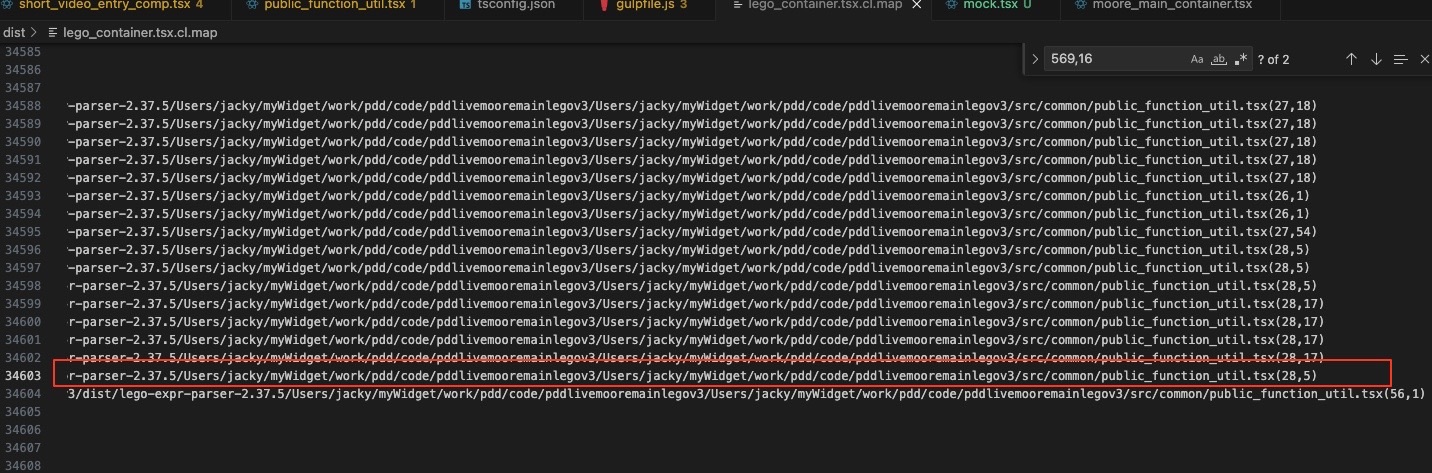 short_video_entry_comp.tsx 4 public_function_util.tsx 1 tsconfig.json gulpfile.js 3 lego_container.tsx.cl.map mock.tsx U moore_main_container.tsx
dist > lego_container.tsx.cl.map
569,16 Aa ab ? of 2
34585
34586
34587
34588 -parser-2.37.5/Users/jacky/myWidget/work/pdd/code/pddlivemooremainlegov3/Users/jacky/myWidget/work/pdd/code/pddlivemooremainlegov3/src/common/public_function_util.tsx(27,18)
34589 -parser-2.37.5/Users/jacky/myWidget/work/pdd/code/pddlivemooremainlegov3/Users/jacky/myWidget/work/pdd/code/pddlivemooremainlegov3/src/common/public_function_util.tsx(27,18)
34590 -parser-2.37.5/Users/jacky/myWidget/work/pdd/code/pddlivemooremainlegov3/Users/jacky/myWidget/work/pdd/code/pddlivemooremainlegov3/src/common/public_function_util.tsx(27,18)
34591 -parser-2.37.5/Users/jacky/myWidget/work/pdd/code/pddlivemooremainlegov3/Users/jacky/myWidget/work/pdd/code/pddlivemooremainlegov3/src/common/public_function_util.tsx(27,18)
34592 -parser-2.37.5/Users/jacky/myWidget/work/pdd/code/pddlivemooremainlegov3/Users/jacky/myWidget/work/pdd/code/pddlivemooremainlegov3/src/common/public_function_util.tsx(27,18)
34593 -parser-2.37.5/Users/jacky/myWidget/work/pdd/code/pddlivemooremainlegov3/Users/jacky/myWidget/work/pdd/code/pddlivemooremainlegov3/src/common/public_function_util.tsx(26,1)
34594 -parser-2.37.5/Users/jacky/myWidget/work/pdd/code/pddlivemooremainlegov3/Users/jacky/myWidget/work/pdd/code/pddlivemooremainlegov3/src/common/public_function_util.tsx(26,1)
34595 -parser-2.37.5/Users/jacky/myWidget/work/pdd/code/pddlivemooremainlegov3/Users/jacky/myWidget/work/pdd/code/pddlivemooremainlegov3/src/common/public_function_util.tsx(27,54)
34596 -parser-2.37.5/Users/jacky/myWidget/work/pdd/code/pddlivemooremainlegov3/Users/jacky/myWidget/work/pdd/code/pddlivemooremainlegov3/src/common/public_function_util.tsx(28,5)
34597 -parser-2.37.5/Users/jacky/myWidget/work/pdd/code/pddlivemooremainlegov3/Users/jacky/myWidget/work/pdd/code/pddlivemooremainlegov3/src/common/public_function_util.tsx(28,5)
34598 r-parser-2.37.5/Users/jacky/myWidget/work/pdd/code/pddlivemooremainlegov3/Users/jacky/myWidget/work/pdd/code/pddlivemooremainlegov3/src/common/public_function_util.tsx(28,5)
34599 r-parser-2.37.5/Users/jacky/myWidget/work/pdd/code/pddlivemooremainlegov3/Users/jacky/myWidget/work/pdd/code/pddlivemooremainlegov3/src/common/public_function_util.tsx(28,17)
34600 r-parser-2.37.5/Users/jacky/myWidget/work/pdd/code/pddlivemooremainlegov3/Users/jacky/myWidget/work/pdd/code/pddlivemooremainlegov3/src/common/public_function_util.tsx(28,17)
34601 r-parser-2.37.5/Users/jacky/myWidget/work/pdd/code/pddlivemooremainlegov3/Users/jacky/myWidget/work/pdd/code/pddlivemooremainlegov3/src/common/public_function_util.tsx(28,17)
34602 r-parser-2.37.5/Users/jacky/myWidget/work/pdd/code/pddlivemooremainlegov3/Users/jacky/myWidget/work/pdd/code/pddlivemooremainlegov3/src/common/public_function_util.tsx(28,17)
34603 r-parser-2.37.5/Users/jacky/myWidget/work/pdd/code/pddlivemooremainlegov3/Users/jacky/myWidget/work/pdd/code/pddlivemooremainlegov3/src/common/public_function_util.tsx(28,5)
34604 3/dist/lego-expr-parser-2.37.5/Users/jacky/myWidget/work/pdd/code/pddlivemooremainlegov3/Users/jacky/myWidget/work/pdd/code/pddlivemooremainlegov3/src/common/public_function_util.tsx(56,1)
34605
34606
34607
34608